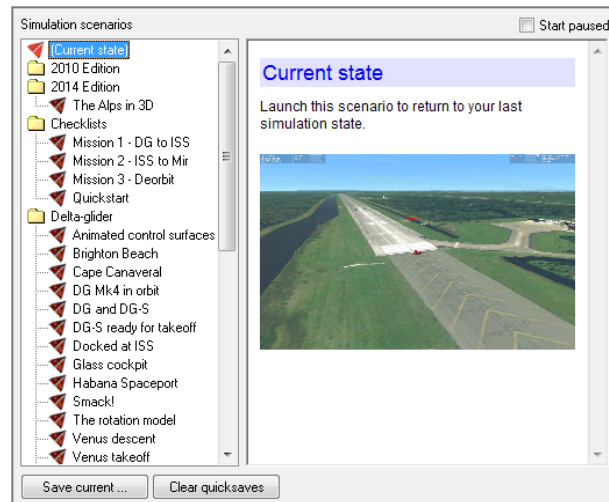 Simulation scenarios
Start paused
(Current state)
2010 Edition
2014 Edition
The Alps in 3D
Checklists
Mission 1 - DG to ISS
Mission 2 - ISS to Mir
Mission 3 - Deorbit
Quickstart
Delta-glider
Animated control surfaces
Brighton Beach
Cape Canaveral
DG Mk4 in orbit
DG and DG-S
DG-S ready for takeoff
Docked at ISS
Glass cockpit
Habana Spaceport
Smack!
The rotation model
Venus descent
Venus takeoff
Current state
Launch this scenario to return to your last
simulation state.
Save current ...
Clear quicksaves